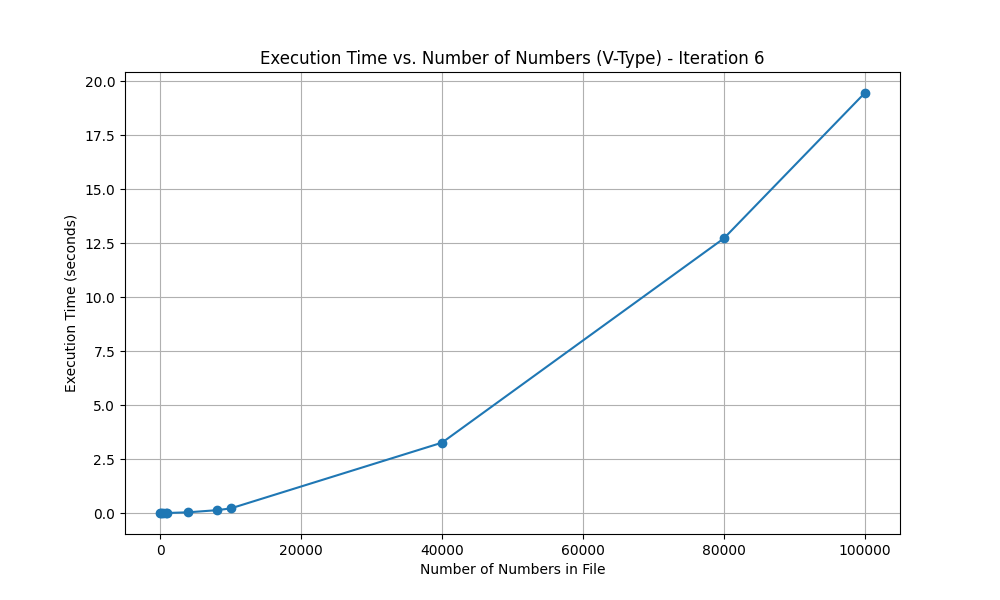 Execution Time vs. Number of Numbers (V-Type) - Iteration 6
20.0
17.5
15.0
12.5
10.0
7.5
5.0
2.5
0.0
Execution Time (seconds)
0 20000 40000 60000 80000 100000
Number of Numbers in File